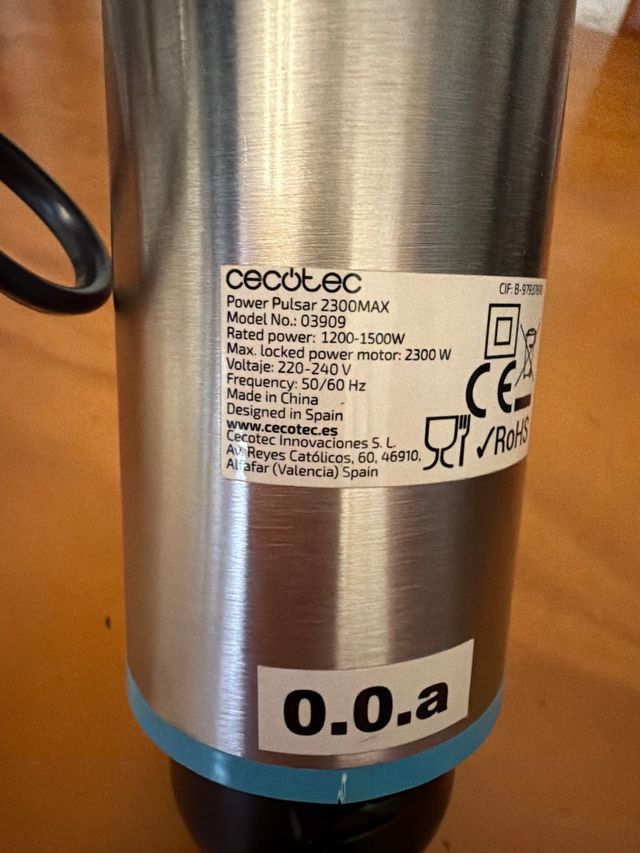 cecotec
CIF: B-97937890
Power Pulsar 2300MAX
Model No.: 03909
Rated power: 1200-1500W
Max. locked power motor: 2300 W
Voltaje: 220-240 V
Frequency: 50/60 Hz
Made in China
Designed in Spain
www.cecotec.es
Cecotec Innovaciones S. L.
Av. Reyes Católicos, 60, 46910,
Alfafar (Valencia) Spain
CE
✓RoHS
0.0.a